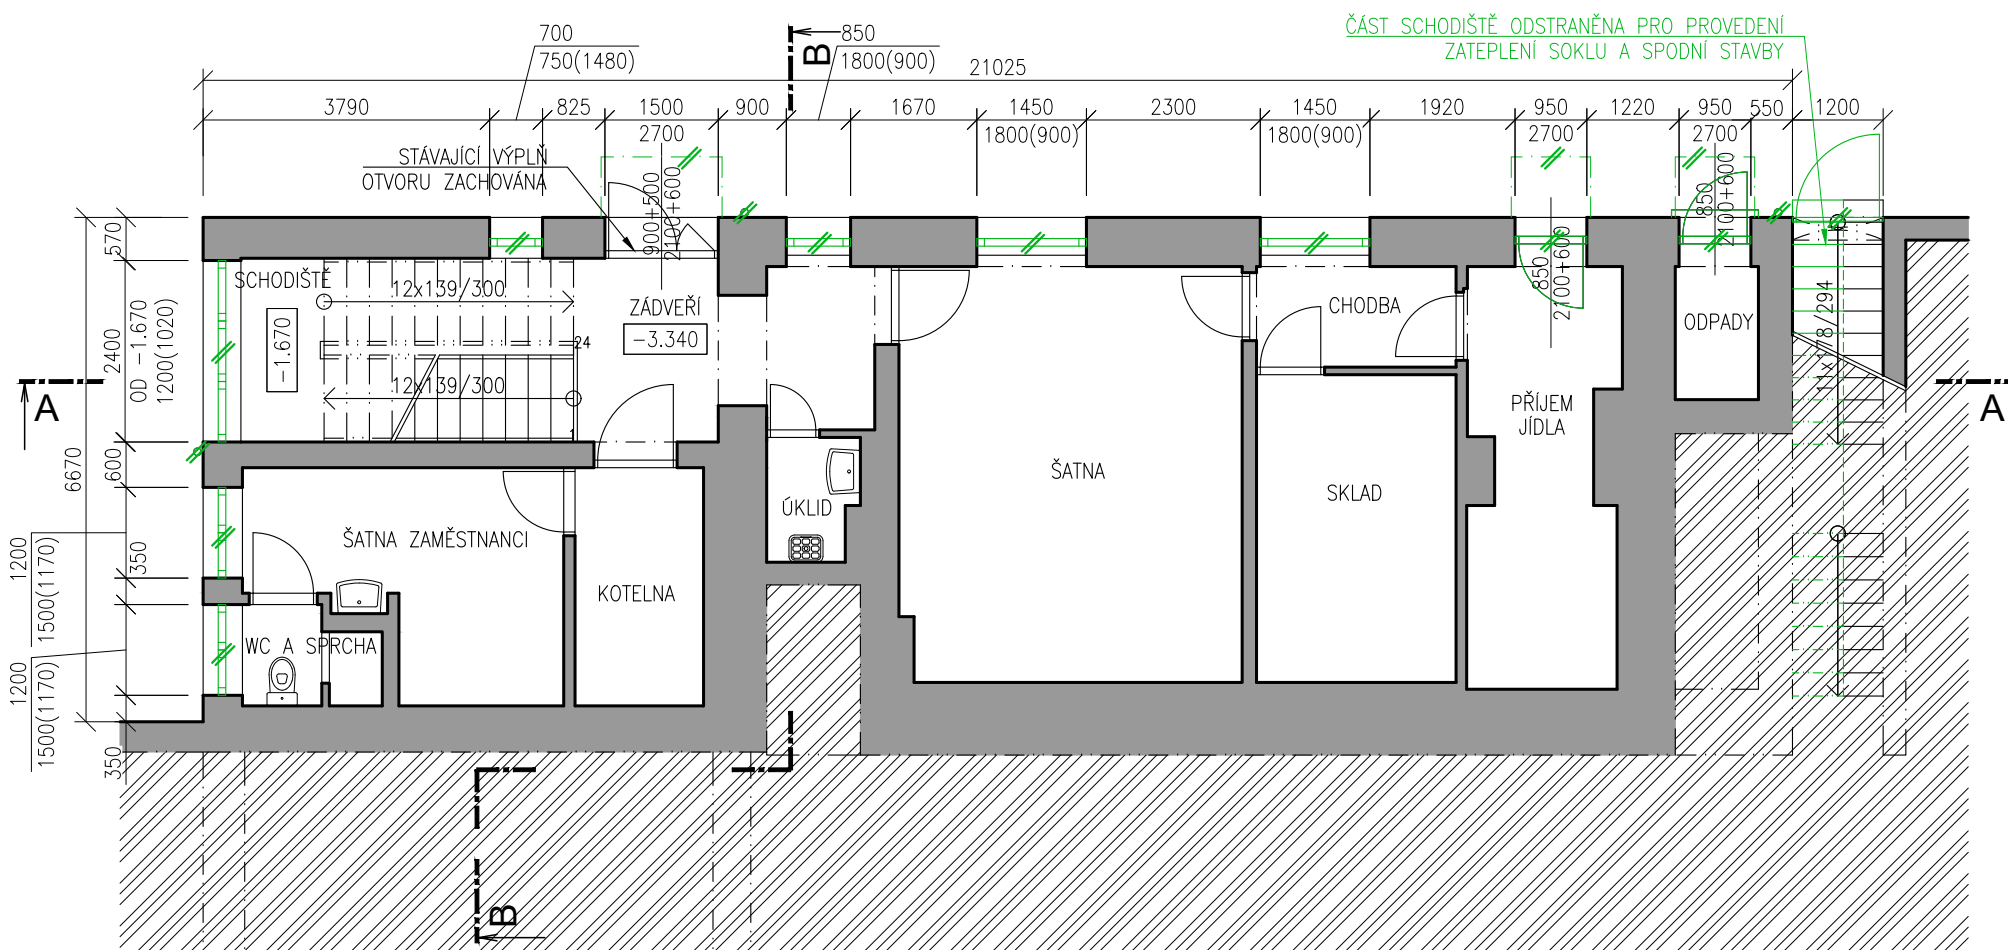 ČÁST SCHODIŠTĚ ODSTRANĚNA PRO PROVEDENÍ
ZATEPLENÍ SOKLU A SPODNÍ STAVBY
700
750(1480)
B
850
1800(900)
21025
3790
825
1500
2700
900
1670
1450
1800(900)
2300
1450
1800(900)
1920
950
2700
1220
950
2700
550
1200
STÁVAJÍCÍ VÝPLŇ
OTVORU ZACHOVÁNA
900+500
2100+600
850
2100+600
850
2100+600
570
2400
OD -1.670
1200(1020)
6670
600
1200
1500(1170)
350
1200
1500(1170)
350
SCHODIŠTĚ
-1.670
12x139/300
12x139/300
24
1
ZÁDVEŘÍ
-3.340
CHODBA
ODPADY
11x178/294
A
A
PŘÍJEM
JÍDLA
ŠATNA
SKLAD
ÚKLID
ŠATNA ZAMĚSTNANCI
KOTELNA
WC A SPRCHA
B